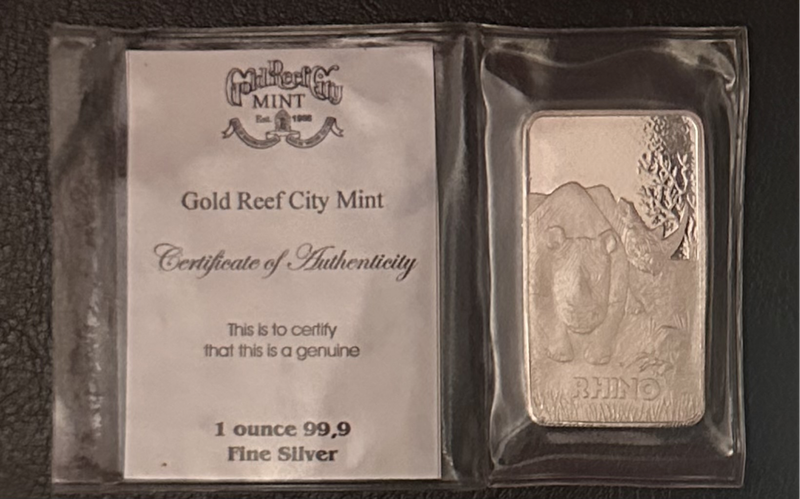 Gold Reef City
MINT
Est. 1986
Gold Reef City Mint
Certificate of Authenticity
This is to certify
that this is a genuine
1 ounce 99,9
Fine Silver
RHINO